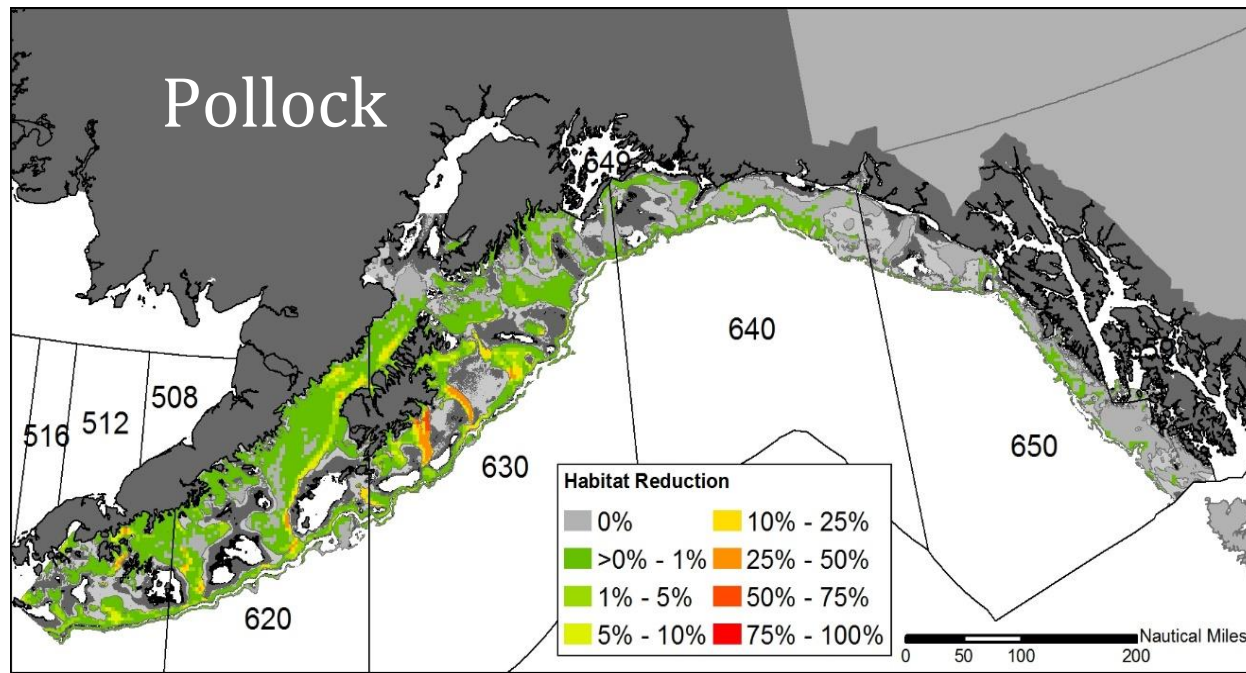 Pollock
649
640
508
512
516
650
630
620
Habitat Reduction
0%
>0% - 1%
1% - 5%
5% - 10%
10% - 25%
25% - 50%
50% - 75%
75% - 100%
Nautical Miles
0 50 100 200